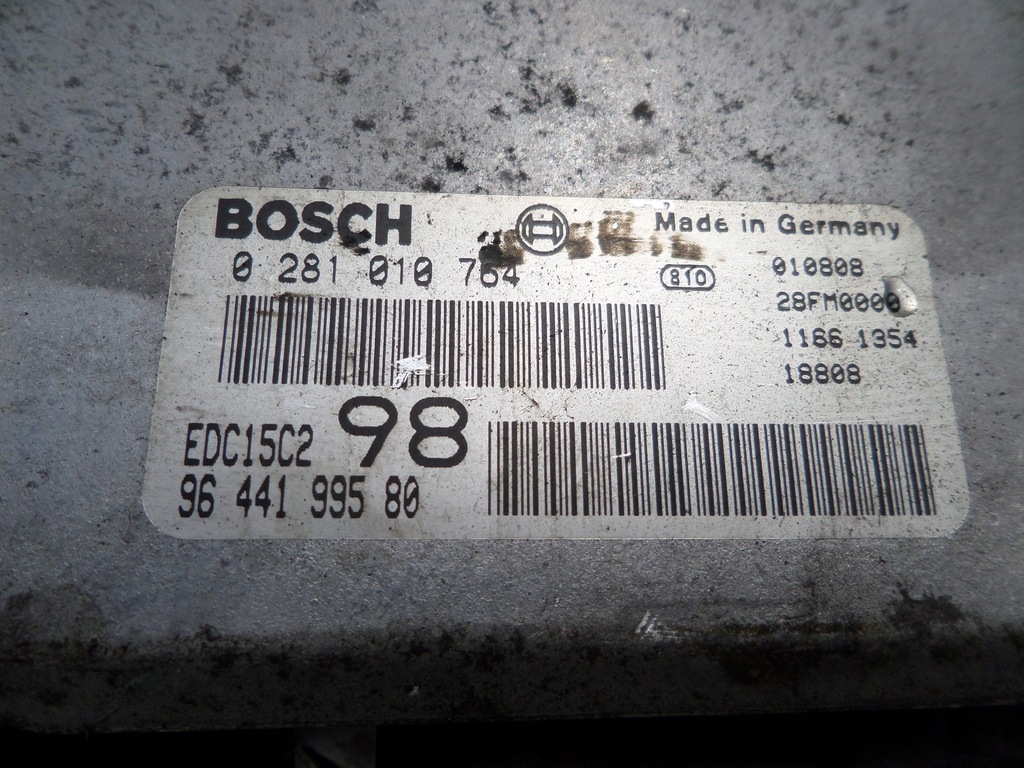 BOSCH
Made in Germany
0 281 010 764
810
010808
28FM0000
1186 1354
18808
EDC15C2 98
96 441 995 80